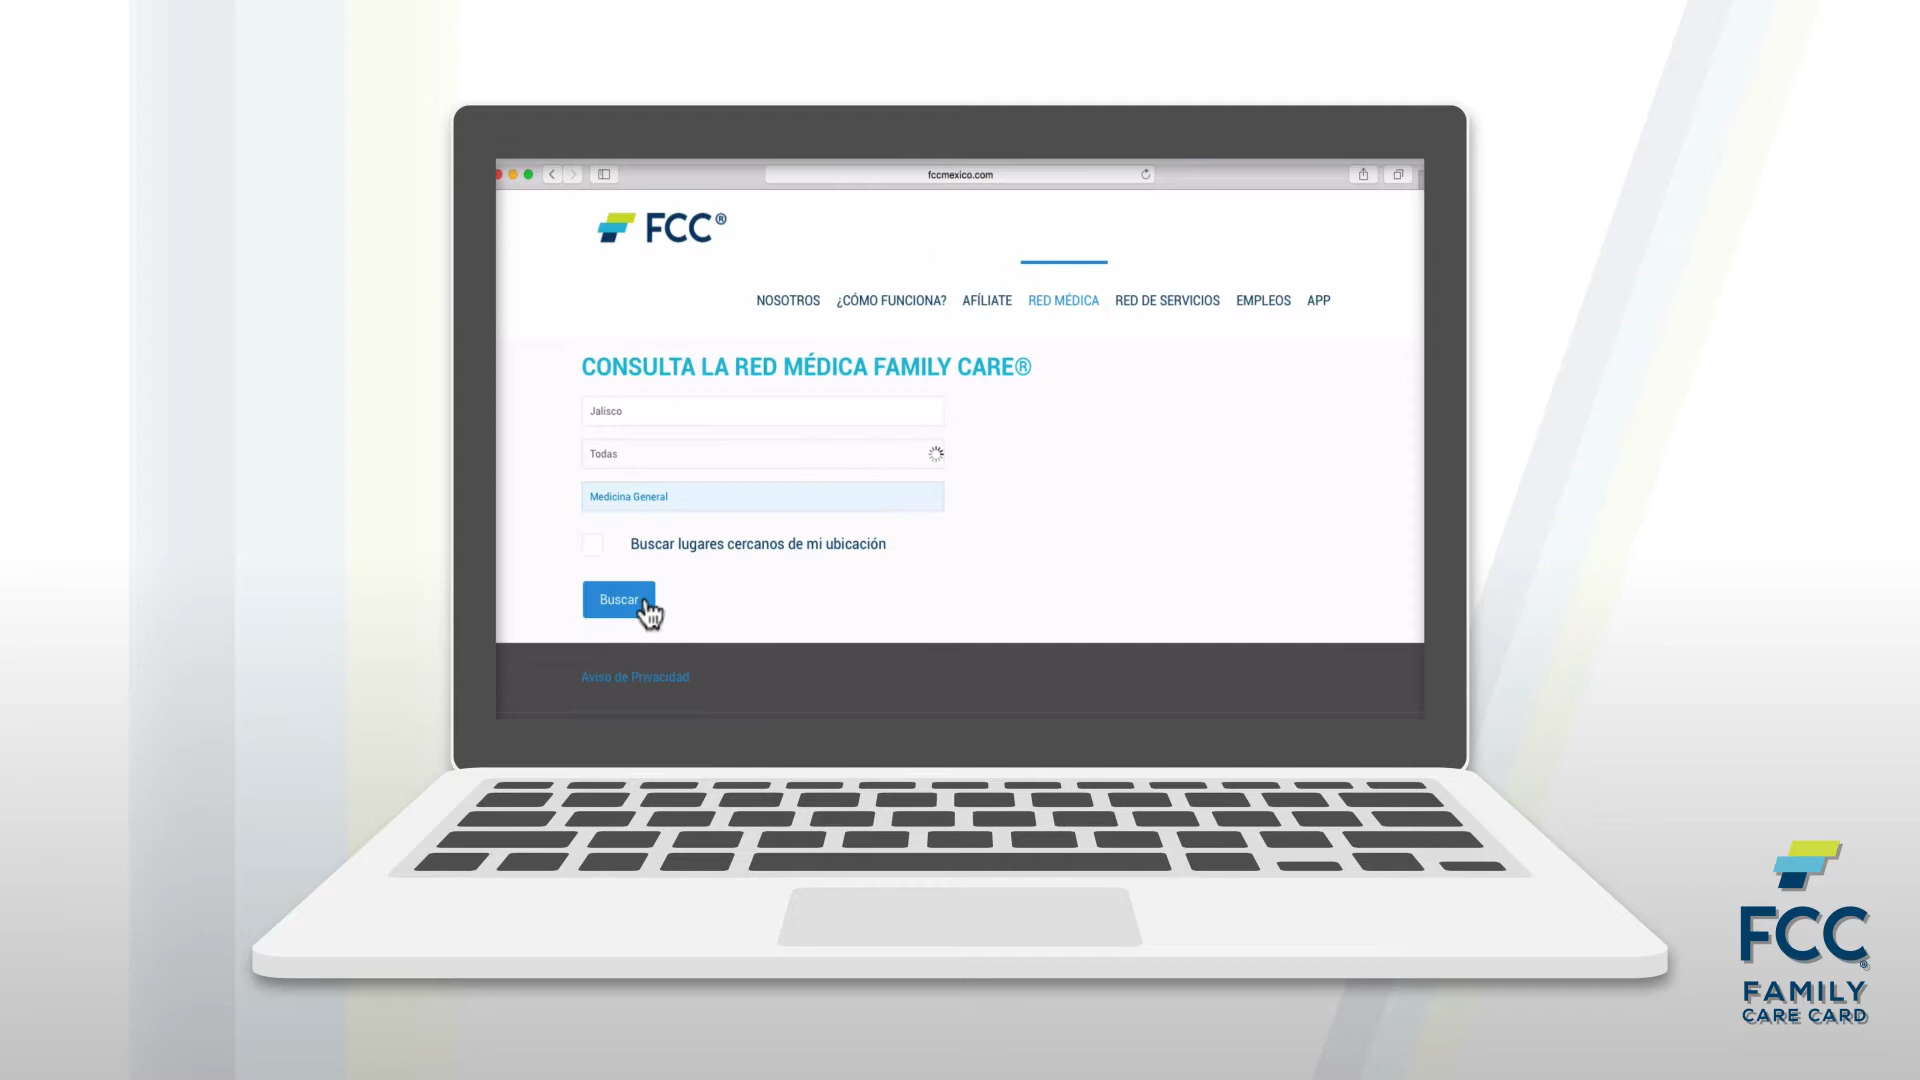 fccmexico.com
FCC®
NOSOTROS ¿CÓMO FUNCIONA? AFÍLIATE RED MÉDICA RED DE SERVICIOS EMPLEOS APP
CONSULTA LA RED MÉDICA FAMILY CARE®
Jalisco
Todas
Medicina General
Buscar lugares cercanos de mi ubicación
Buscar
Aviso de Privacidad
FCC®
FAMILY
CARE CARD